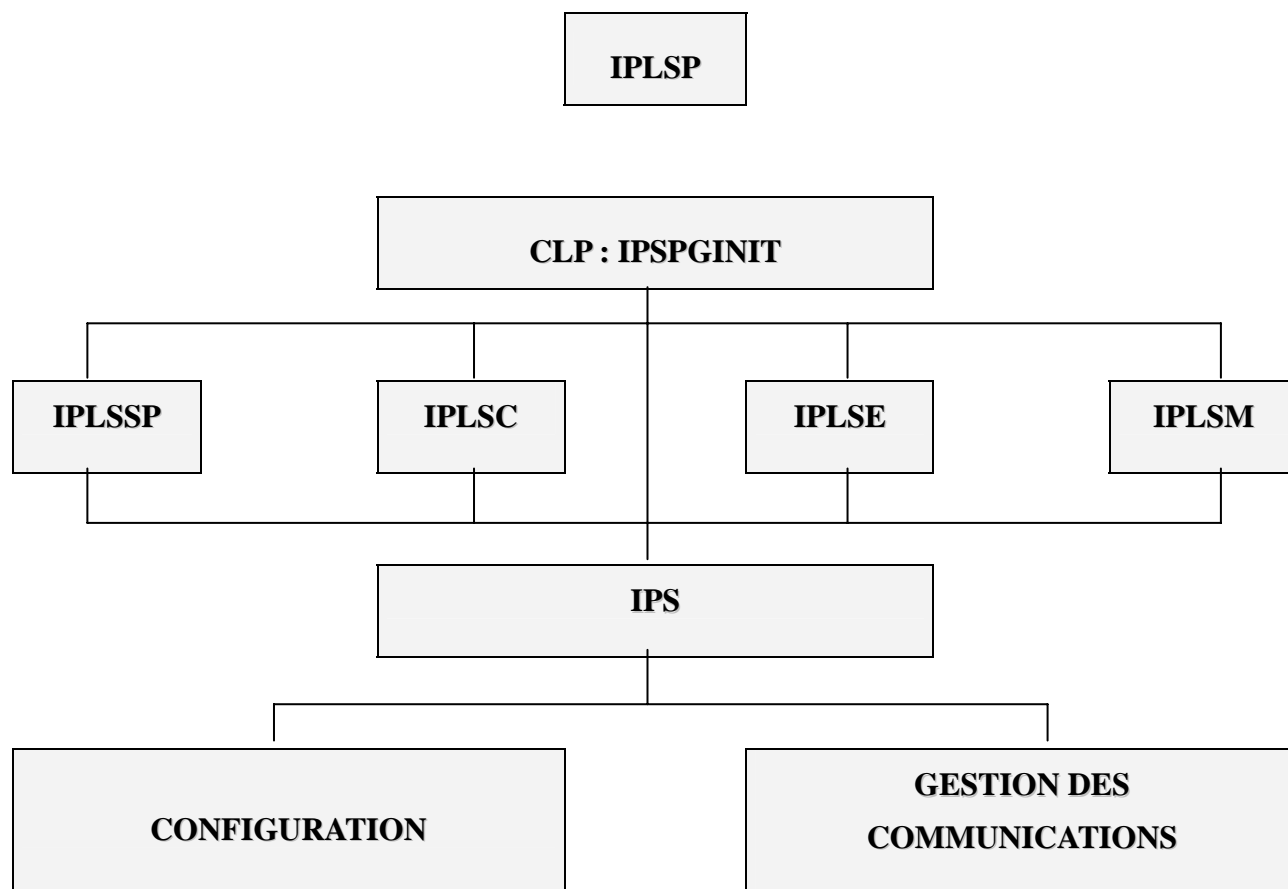 IPLSP
CLP : IPSPGINIT
IPLSSP
IPLSC
IPLSE
IPLSM
IPS
CONFIGURATION
GESTION DES
COMMUNICATIONS